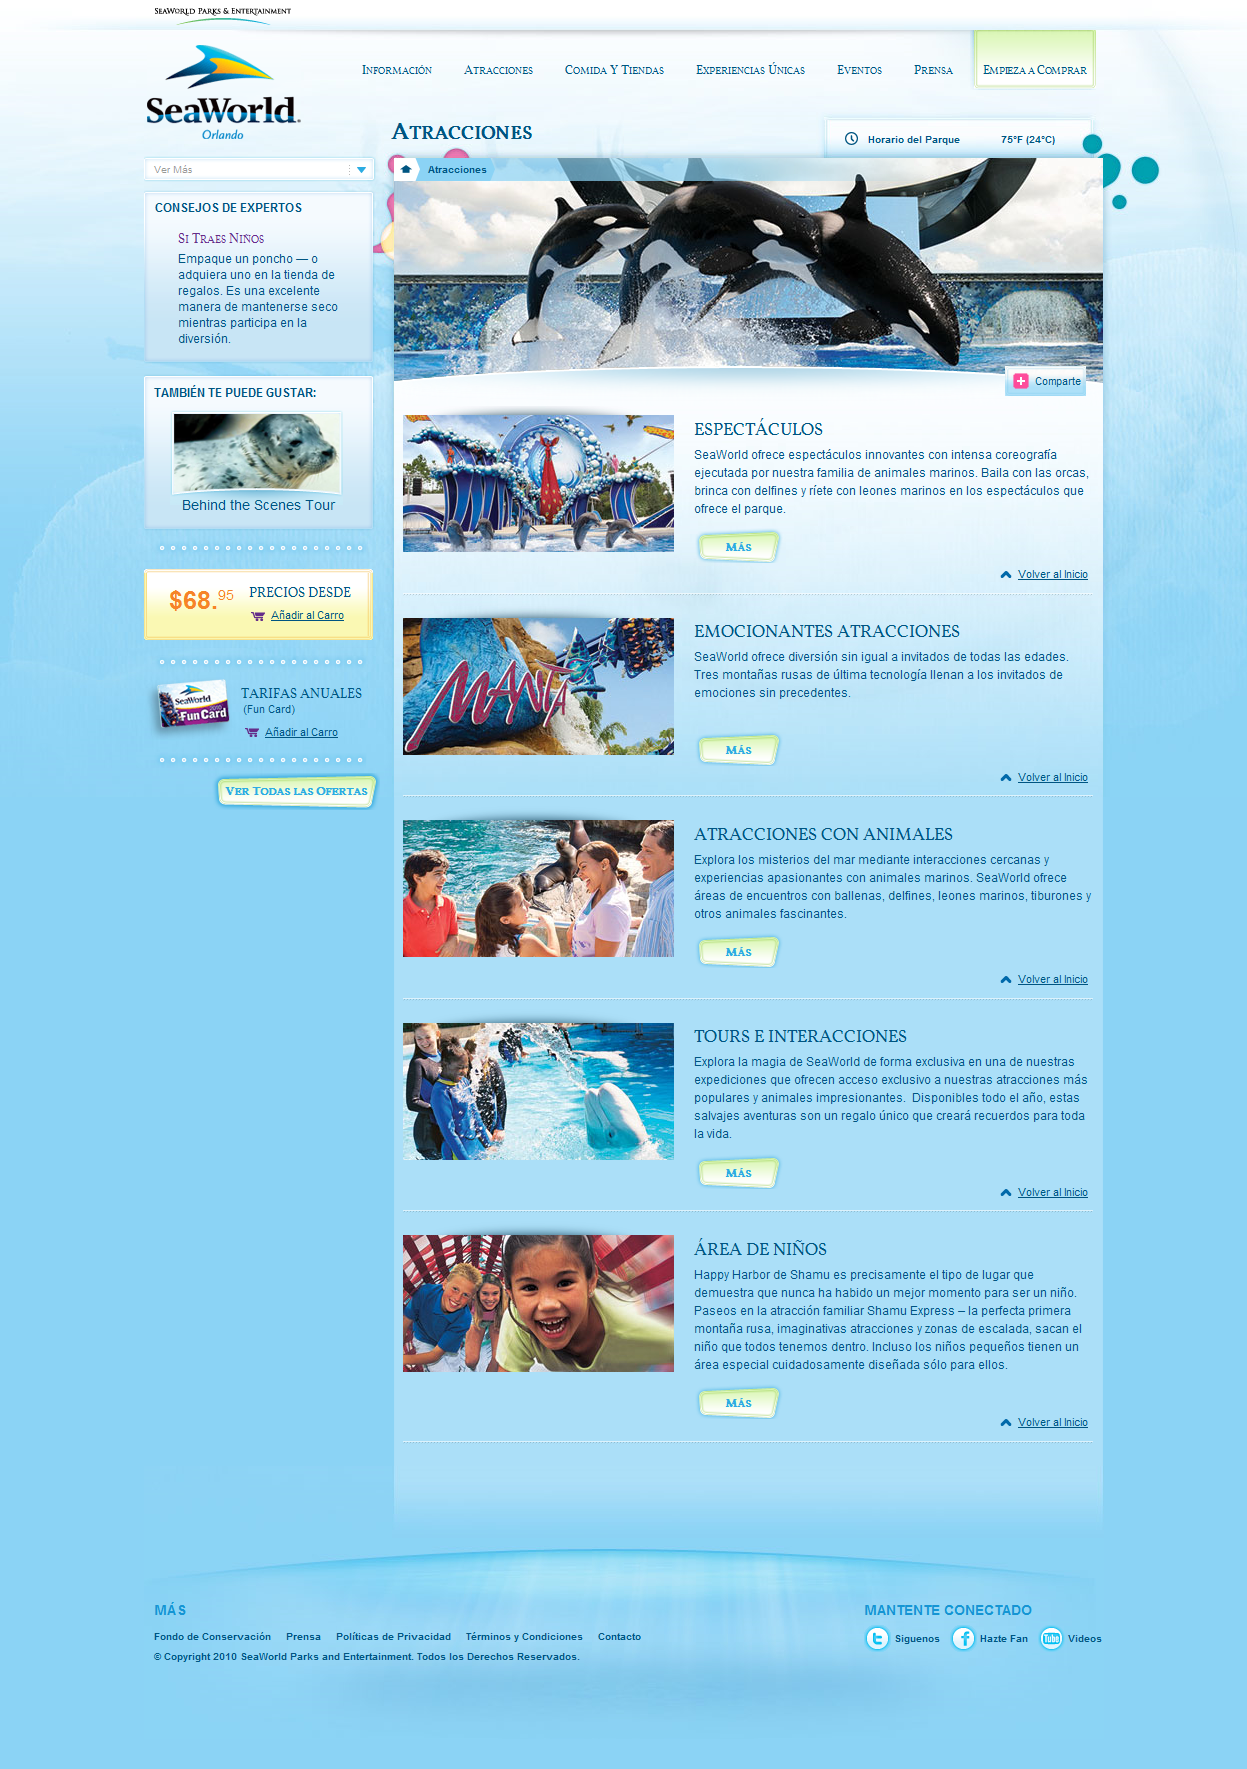 SeaWorld Parks & Entertainment
SeaWorld.
Orlando
Información
Atracciones
Comida Y Tiendas
Experiencias Únicas
Eventos
Prensa
Empieza a Comprar
Atracciones
Horario del Parque
75°F (24°C)
Ver Más
Atracciones
CONSEJOS DE EXPERTOS
Si Traes Niños
Empaque un poncho — o
adquiera uno en la tienda de
regalos. Es una excelente
manera de mantenerse seco
mientras participa en la
diversión.
TAMBIÉN TE PUEDE GUSTAR:
Behind the Scenes Tour
$68.95
PRECIOS DESDE
Añadir al Carro
SeaWorld
Fun Card
TARIFAS ANUALES
(Fun Card)
Añadir al Carro
Ver Todas las Ofertas
Comparte
ESPECTÁCULOS
SeaWorld ofrece espectáculos innovantes con intensa coreografía
ejecutada por nuestra familia de animales marinos. Baila con las orcas,
brinca con delfines y ríete con leones marinos en los espectáculos que
ofrece el parque.
MÁS
Volver al Inicio
MANTA
EMOCIONANTES ATRACCIONES
SeaWorld ofrece diversión sin igual a invitados de todas las edades.
Tres montañas rusas de última tecnología llenan a los invitados de
emociones sin precedentes.
MÁS
Volver al Inicio
ATRACCIONES CON ANIMALES
Explora los misterios del mar mediante interacciones cercanas y
experiencias apasionantes con animales marinos. SeaWorld ofrece
áreas de encuentros con ballenas, delfines, leones marinos, tiburones y
otros animales fascinantes.
MÁS
Volver al Inicio
TOURS E INTERACCIONES
Explora la magia de SeaWorld de forma exclusiva en una de nuestras
expediciones que ofrecen acceso exclusivo a nuestras atracciones más
populares y animales impresionantes.  Disponibles todo el año, estas
salvajes aventuras son un regalo único que creará recuerdos para toda
la vida.
MÁS
Volver al Inicio
ÁREA DE NIÑOS
Happy Harbor de Shamu es precisamente el tipo de lugar que
demuestra que nunca ha habido un mejor momento para ser un niño.
Paseos en la atracción familiar Shamu Express – la perfecta primera
montaña rusa, imaginativas atracciones y zonas de escalada, sacan el
niño que todos tenemos dentro. Incluso los niños pequeños tienen un
área especial cuidadosamente diseñada sólo para ellos.
MÁS
Volver al Inicio
MÁS
Fondo de Conservación
Prensa
Políticas de Privacidad
Términos y Condiciones
Contacto
© Copyright 2010 SeaWorld Parks and Entertainment. Todos los Derechos Reservados.
MANTENTE CONECTADO
Siguenos
Hazte Fan
You Tube
Videos